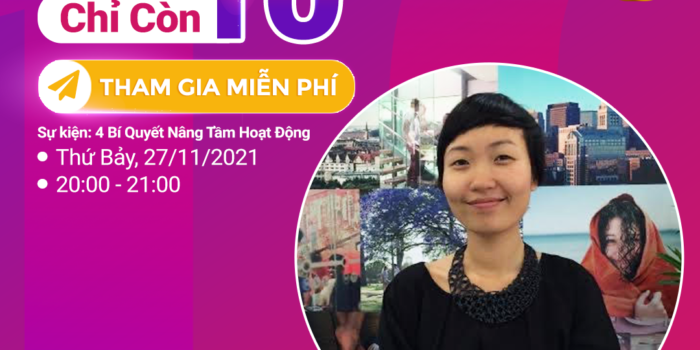 Chỉ Còn 10
THAM GIA MIỄN PHÍ
Sự kiện: 4 Bí Quyết Nâng Tầm Hoạt Động
Thứ Bảy, 27/11/2021
20:00 - 21:00